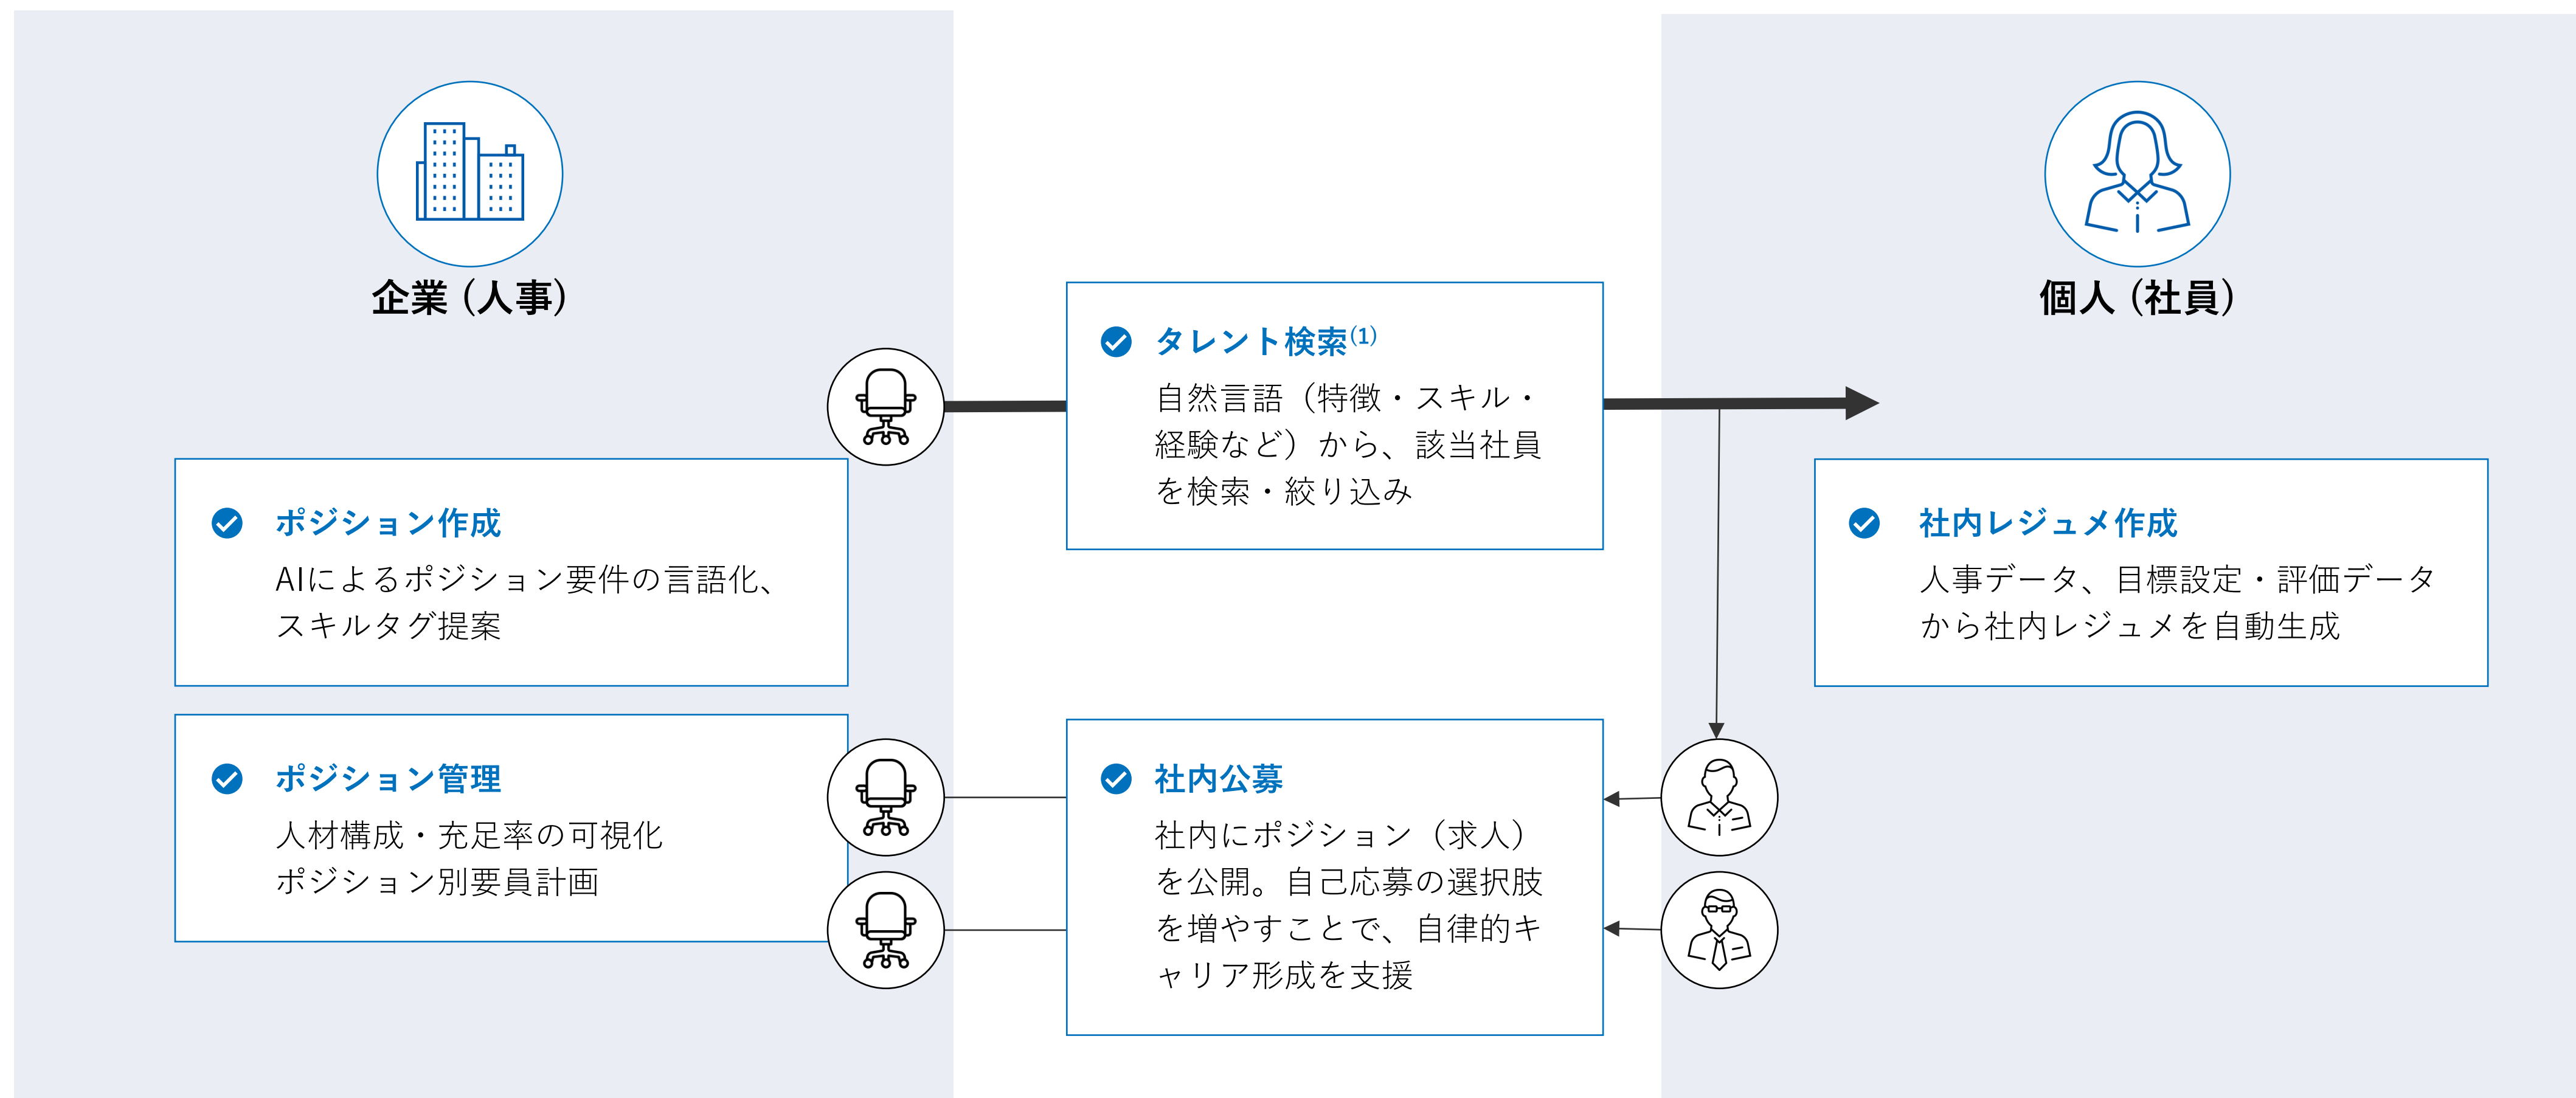 企業 (人事)
ポジション作成
AIによるポジション要件の言語化、
スキルタグ提案
ポジション管理
人材構成・充足率の可視化
ポジション別要員計画
タレント検索(1)
自然言語（特徴・スキル・
経験など）から、該当社員
を検索・絞り込み
社内公募
社内にポジション（求人）
を公開。自己応募の選択肢
を増やすことで、自律的キ
ャリア形成を支援
個人 (社員)
社内レジュメ作成
人事データ、目標設定・評価データ
から社内レジュメを自動生成